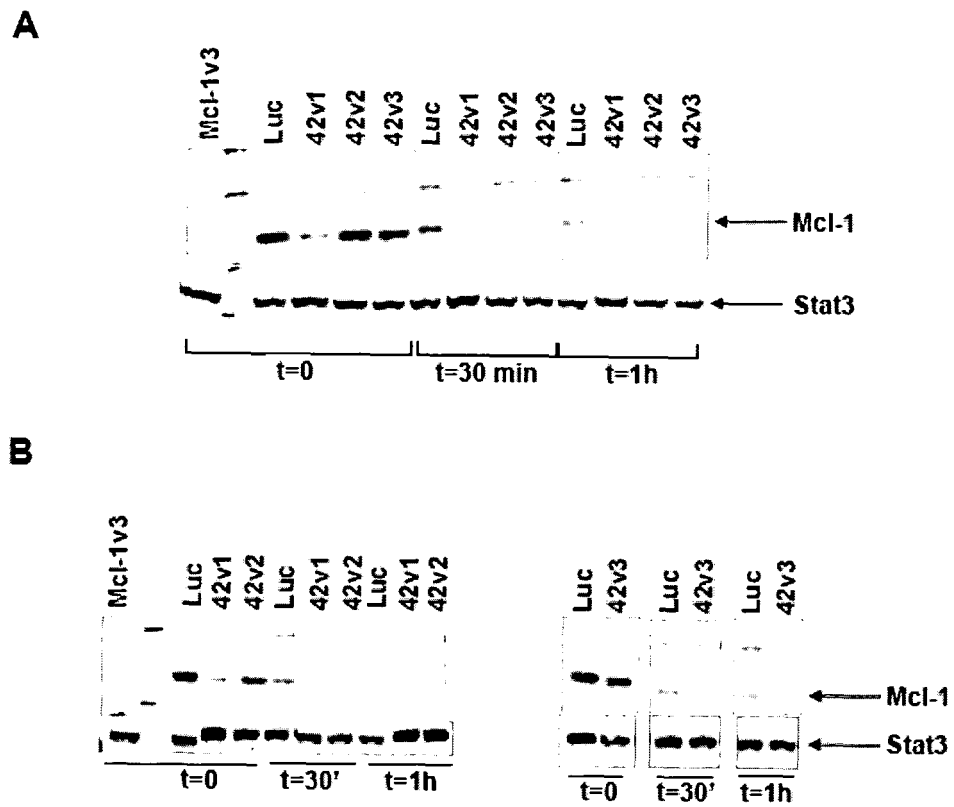 A
Mcl-1v3 Luc 42v1 42v2 42v3 Luc 42v1 42v2 42v3 Luc 42v1 42v2 42v3
Mcl-1
Stat3
t=0 t=30 min t=1h
B
Mcl-1v3 Luc 42v1 42v2 Luc 42v1 42v2 Luc 42v1 42v2 Luc 42v3 Luc 42v3 Luc 42v3
Mcl-1
Stat3
t=0 t=30' t=1h t=0 t=30' t=1h